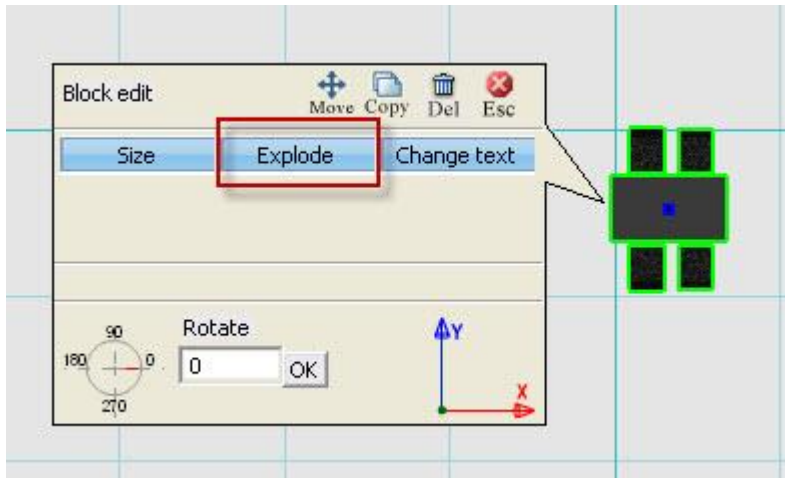 Block edit
Move Copy Del Esc
Size Explode Change text
Rotate
90
180 0
270
0 OK
Y
X